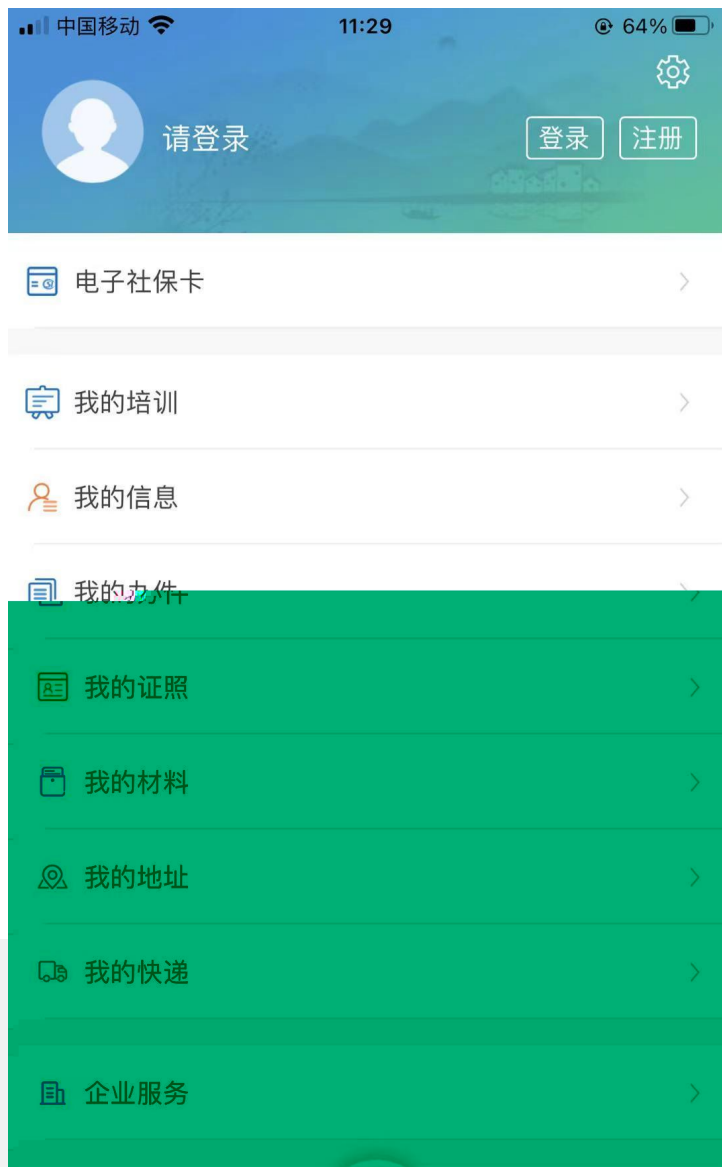 中国移动 11:29 64%
请登录 登录 注册
电子社保卡
我的培训
我的信息
我的办件
我的证照
我的材料
我的地址
我的快递
企业服务